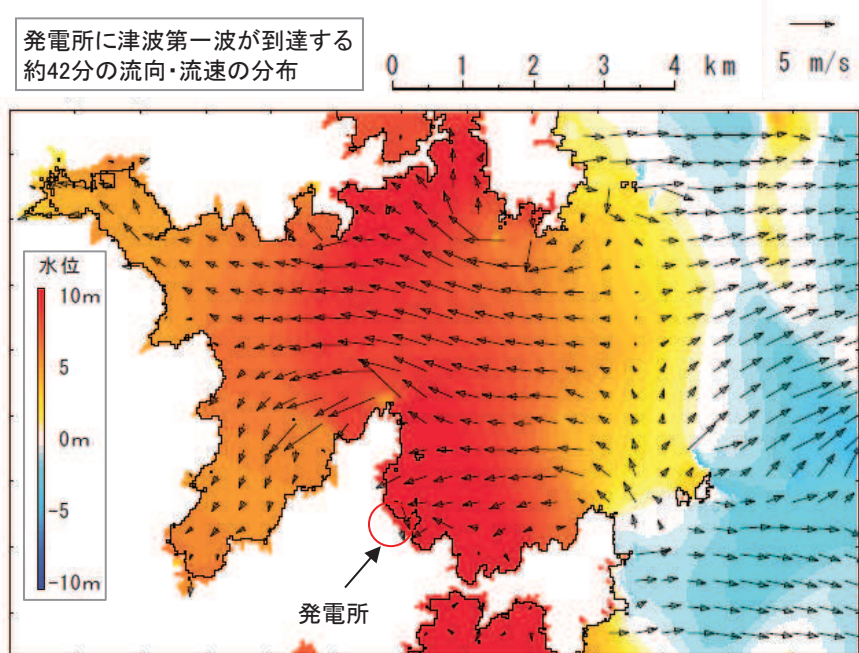 発電所に津波第一波が到達する
約42分の流向・流速の分布
0 1 2 3 4 km
5 m/s
水位
10m
5
0m
-5
-10m
発電所